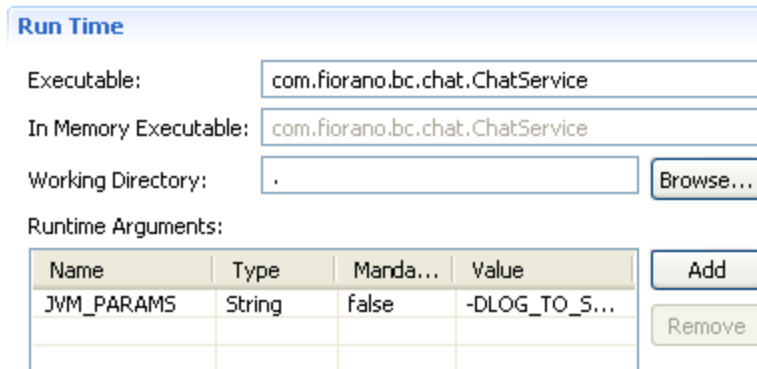 Run Time
Executable: com.fiorano.bc.chat.ChatService
In Memory Executable: com.fiorano.bc.chat.ChatService
Working Directory: . Browse...
Runtime Arguments:
Name Type Manda... Value Add
JVM_PARAMS String false -DLOG_TO_S...
Remove